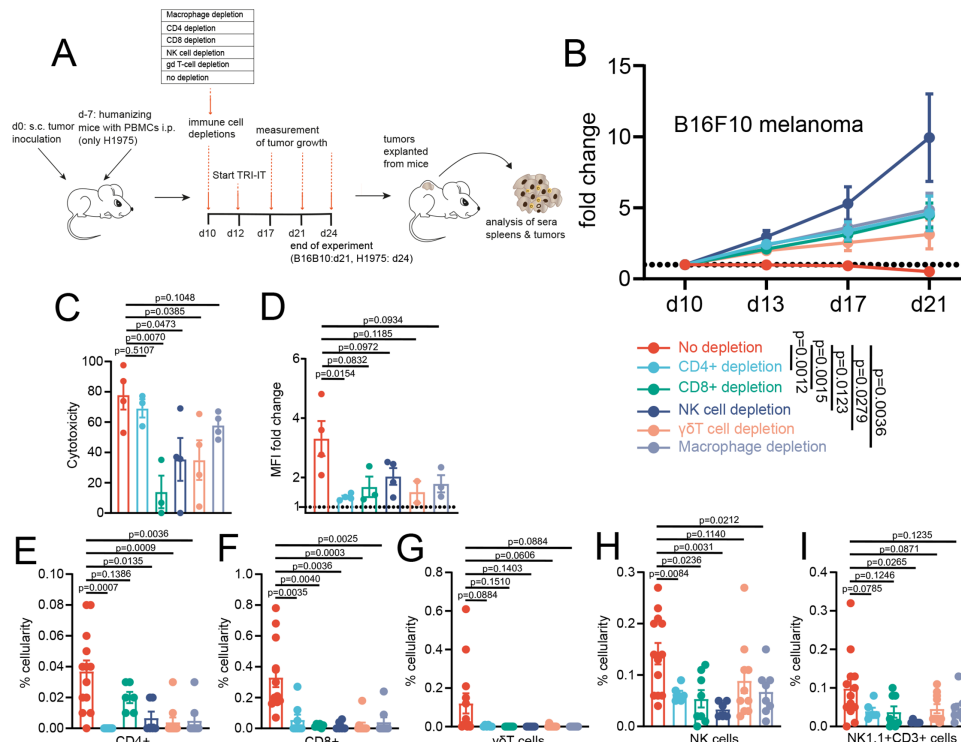 A
Macrophage depletion
CD4 depletion
CD8 depletion
NK cell depletion
gd T-cell depletion
no depletion
d-7: humanizing
mice with PBMCs i.p.
(only H1975)
d0: s.c. tumor
inoculation
immune cell
depletions
measurement
of tumor growth
Start TRI-IT
d10
d12
d17
d21
d24
end of experiment
(B16B10:d21, H1975: d24)
tumors
explanted
from mice
analysis of sera
spleens & tumors
B
B16F10 melanoma
fold change
15
10
5
0
d10
d13
d17
d21
No depletion
CD4+ depletion
CD8+ depletion
NK cell depletion
γδT cell depletion
Macrophage depletion
p=0.0012
p=0.0015
p=0.0123
p=0.0279
p=0.0036
C
p=0.1048
p=0.0385
p=0.0473
p=0.0070
p=0.5107
Cytotoxicity
100
80
60
40
20
0
D
p=0.0934
p=0.1185
p=0.0972
p=0.0832
p=0.0154
MFI fold change
6
4
2
1
E
p=0.0036
p=0.0009
p=0.0135
p=0.1386
p=0.0007
% cellularity
0.10
0.08
0.06
0.04
0.02
0.00
CD4+
F
p=0.0025
p=0.0003
p=0.0036
p=0.0040
p=0.0035
% cellularity
1.0
0.8
0.6
0.4
0.2
0.0
CD8+
G
p=0.0884
p=0.0606
p=0.1403
p=0.1510
p=0.0884
% cellularity
0.8
0.6
0.4
0.2
0.0
γδT cells
H
p=0.0212
p=0.1140
p=0.0031
p=0.0236
p=0.0084
% cellularity
0.3
0.2
0.1
0.0
NK cells
I
p=0.1235
p=0.0871
p=0.0265
p=0.1246
p=0.0785
% cellularity
0.4
0.3
0.2
0.1
0.0
NK1.1+CD3+ cells